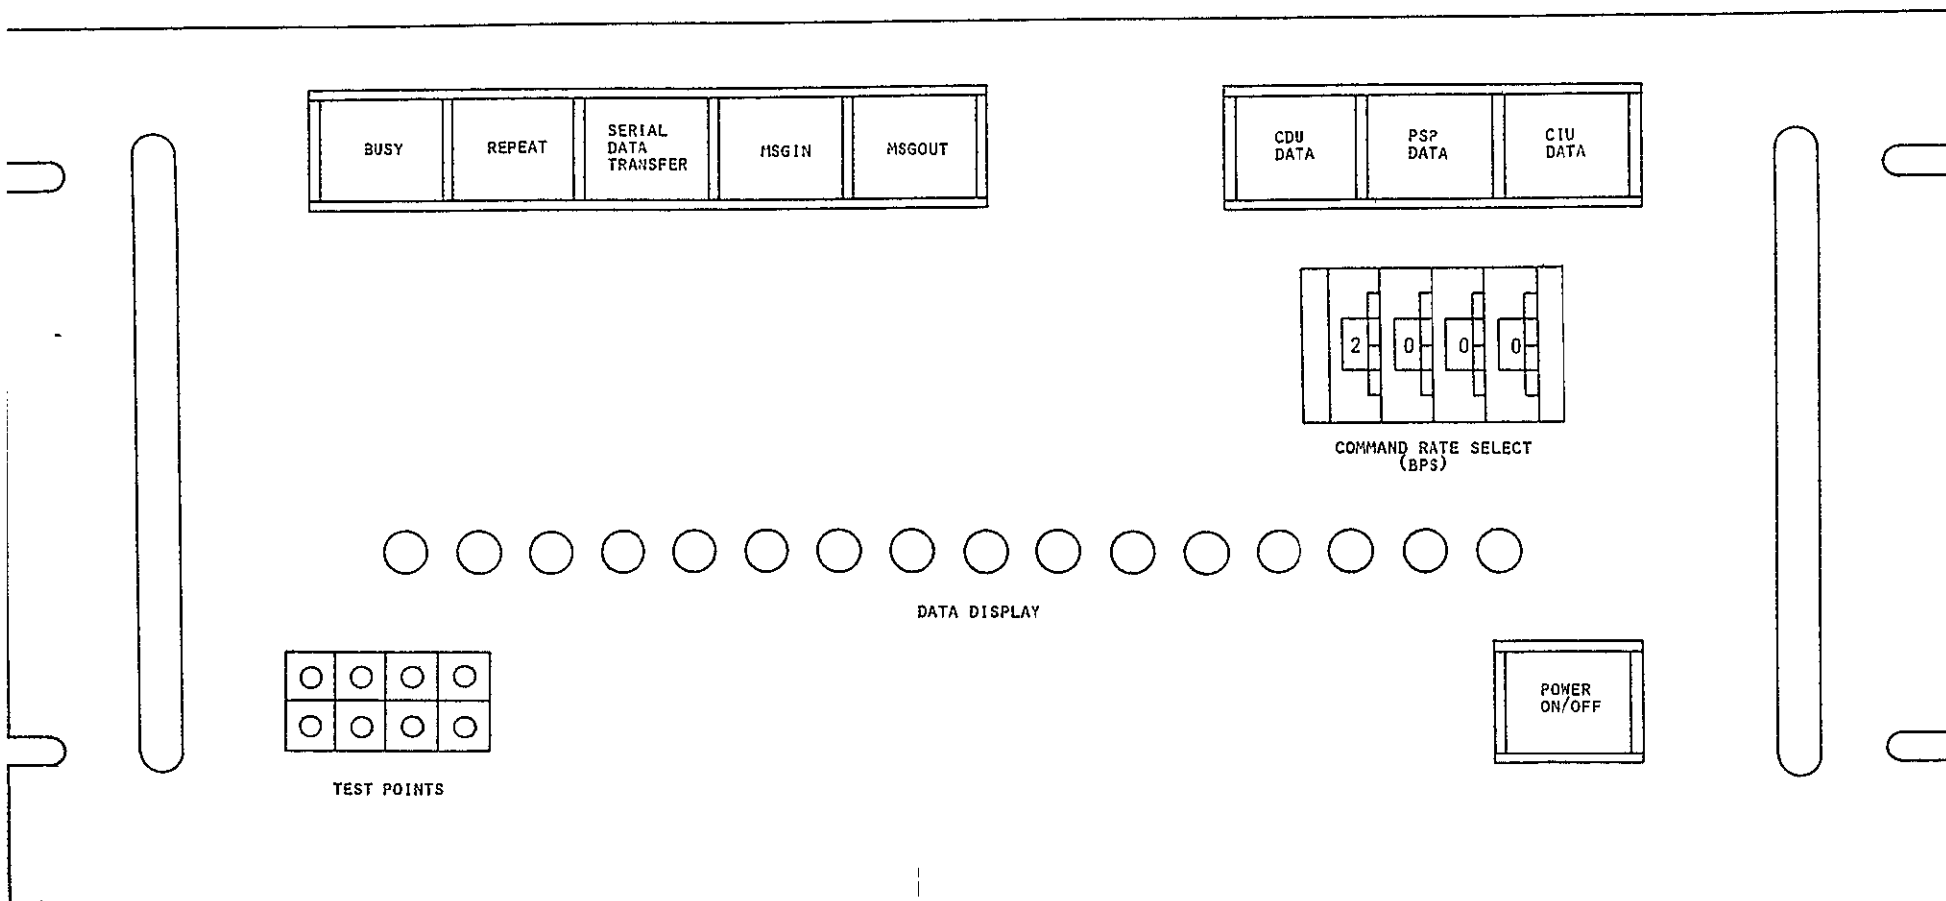 BUSY
REPEAT
SERIAL
DATA
TRANSFER
MSGIN
MSGOUT
CDU
DATA
PSP
DATA
CIU
DATA
2 0 0 0
COMMAND RATE SELECT
(BPS)
DATA DISPLAY
TEST POINTS
POWER
ON/OFF